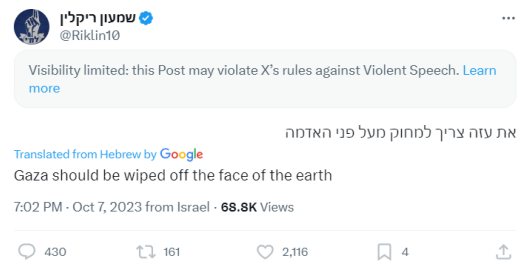 שמעון ריקלין
@Riklin10
Visibility limited: this Post may violate X's rules against Violent Speech. Learn
more
את עזה צריך למחוק מעל פני האדמה
Translated from Hebrew by Google
Gaza should be wiped off the face of the earth
7:02 PM · Oct 7, 2023 from Israel · 68.8K Views
430 161 2,116 4